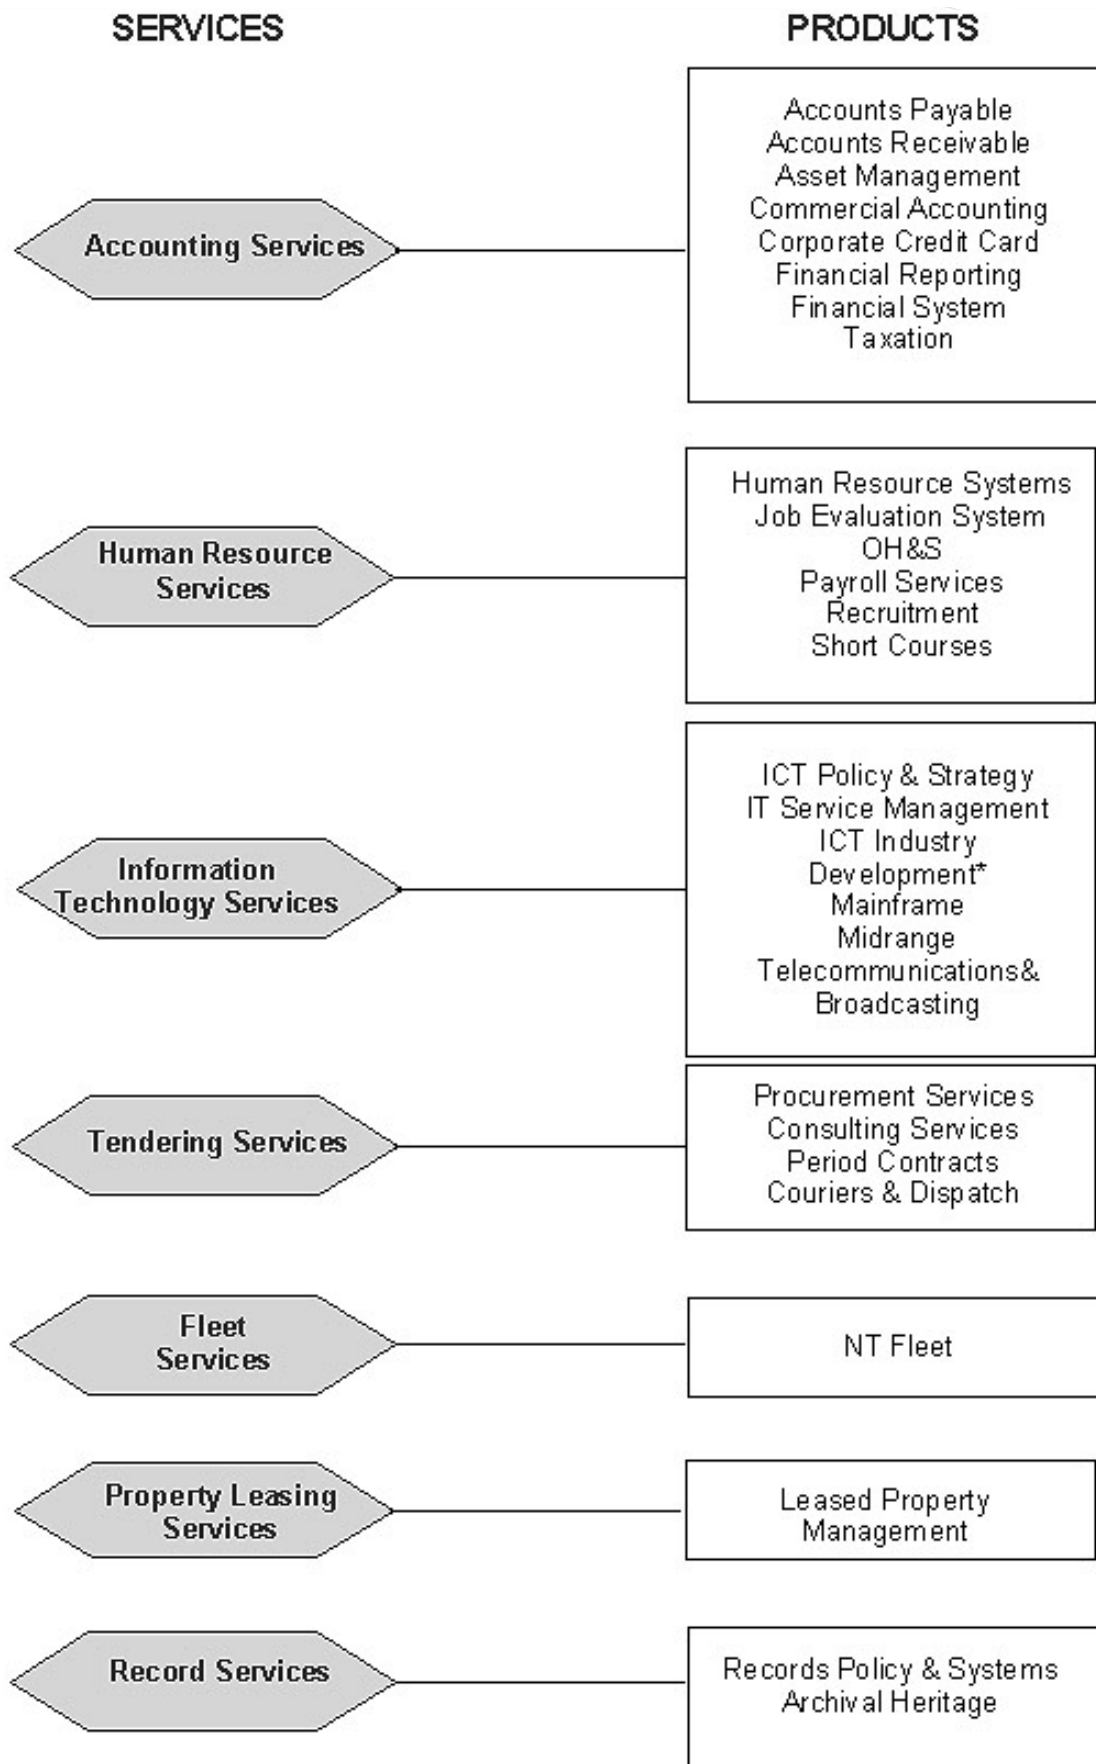 SERVICES
PRODUCTS
Accounting Services
Accounts Payable
Accounts Receivable
Asset Management
Commercial Accounting
Corporate Credit Card
Financial Reporting
Financial System
Taxation
Human Resource
Services
Human Resource Systems
Job Evaluation System
OH&S
Payroll Services
Recruitment
Short Courses
Information
Technology Services
ICT Policy & Strategy
IT Service Management
ICT Industry
Development*
Mainframe
Midrange
Telecommunications&
Broadcasting
Tendering Services
Procurement Services
Consulting Services
Period Contracts
Couriers & Dispatch
Fleet
Services
NT Fleet
Property Leasing
Services
Leased Property
Management
Record Services
Records Policy & Systems
Archival Heritage